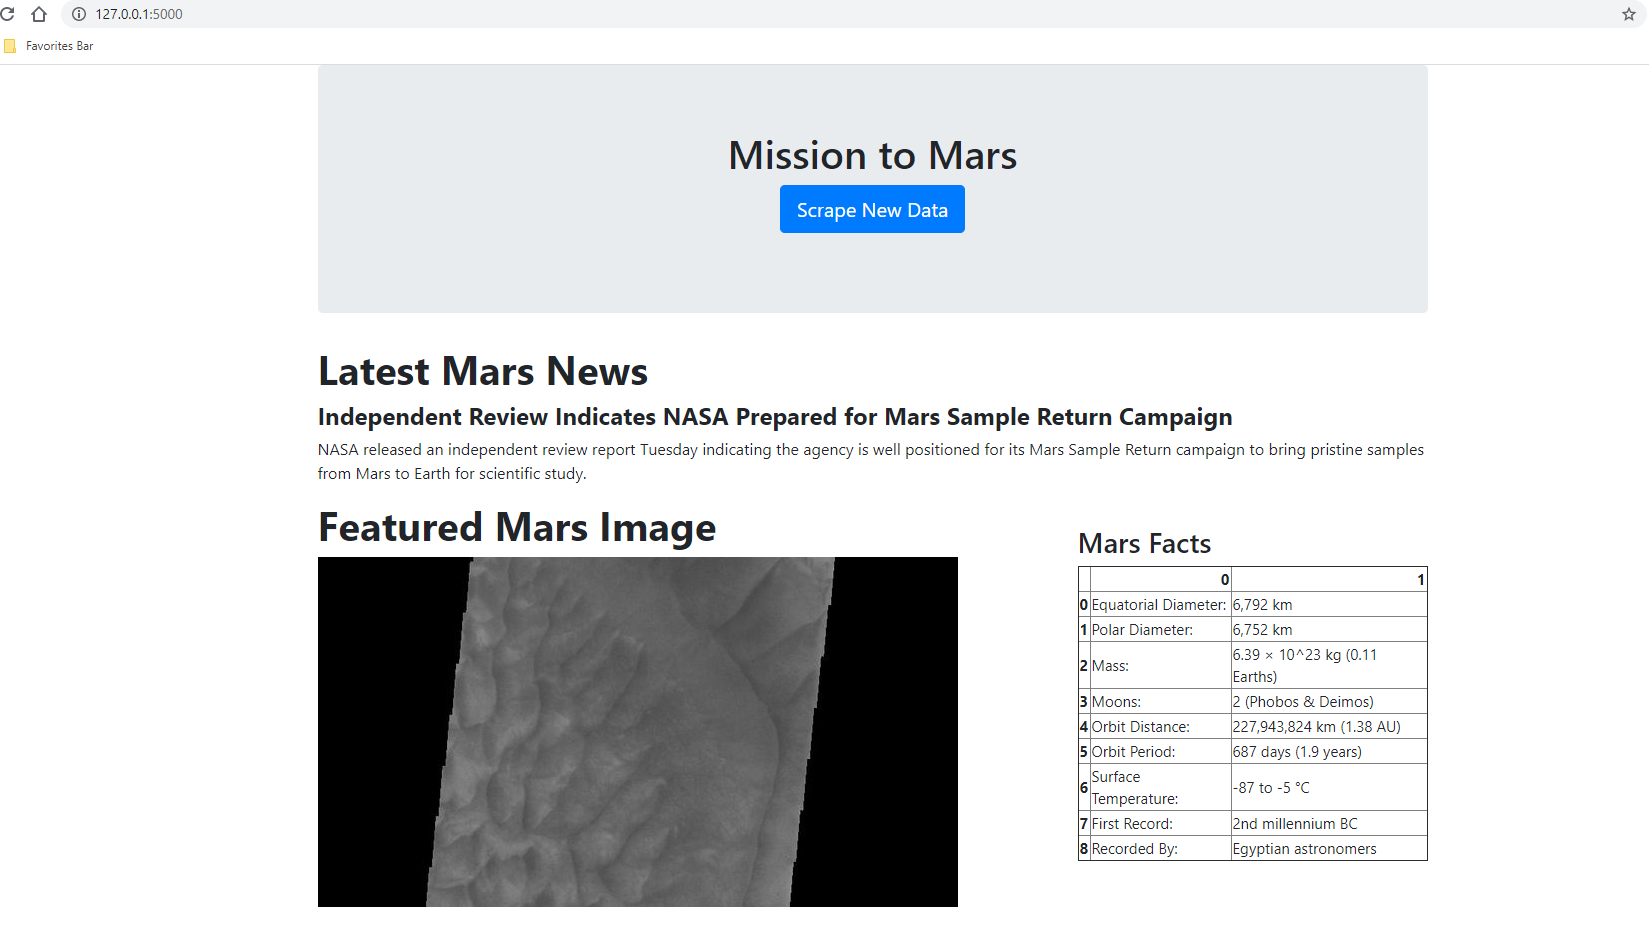 127.0.0.1:5000
Favorites Bar
Mission to Mars
Scrape New Data
Latest Mars News
Independent Review Indicates NASA Prepared for Mars Sample Return Campaign
NASA released an independent review report Tuesday indicating the agency is well positioned for its Mars Sample Return campaign to bring pristine samples
from Mars to Earth for scientific study.
Featured Mars Image
Mars Facts
0 1
0 Equatorial Diameter: 6,792 km
1 Polar Diameter: 6,752 km
2 Mass: 6.39 × 10^23 kg (0.11
Earths)
3 Moons: 2 (Phobos & Deimos)
4 Orbit Distance: 227,943,824 km (1.38 AU)
5 Orbit Period: 687 days (1.9 years)
6 Surface
Temperature: -87 to -5 °C
7 First Record: 2nd millennium BC
8 Recorded By: Egyptian astronomers